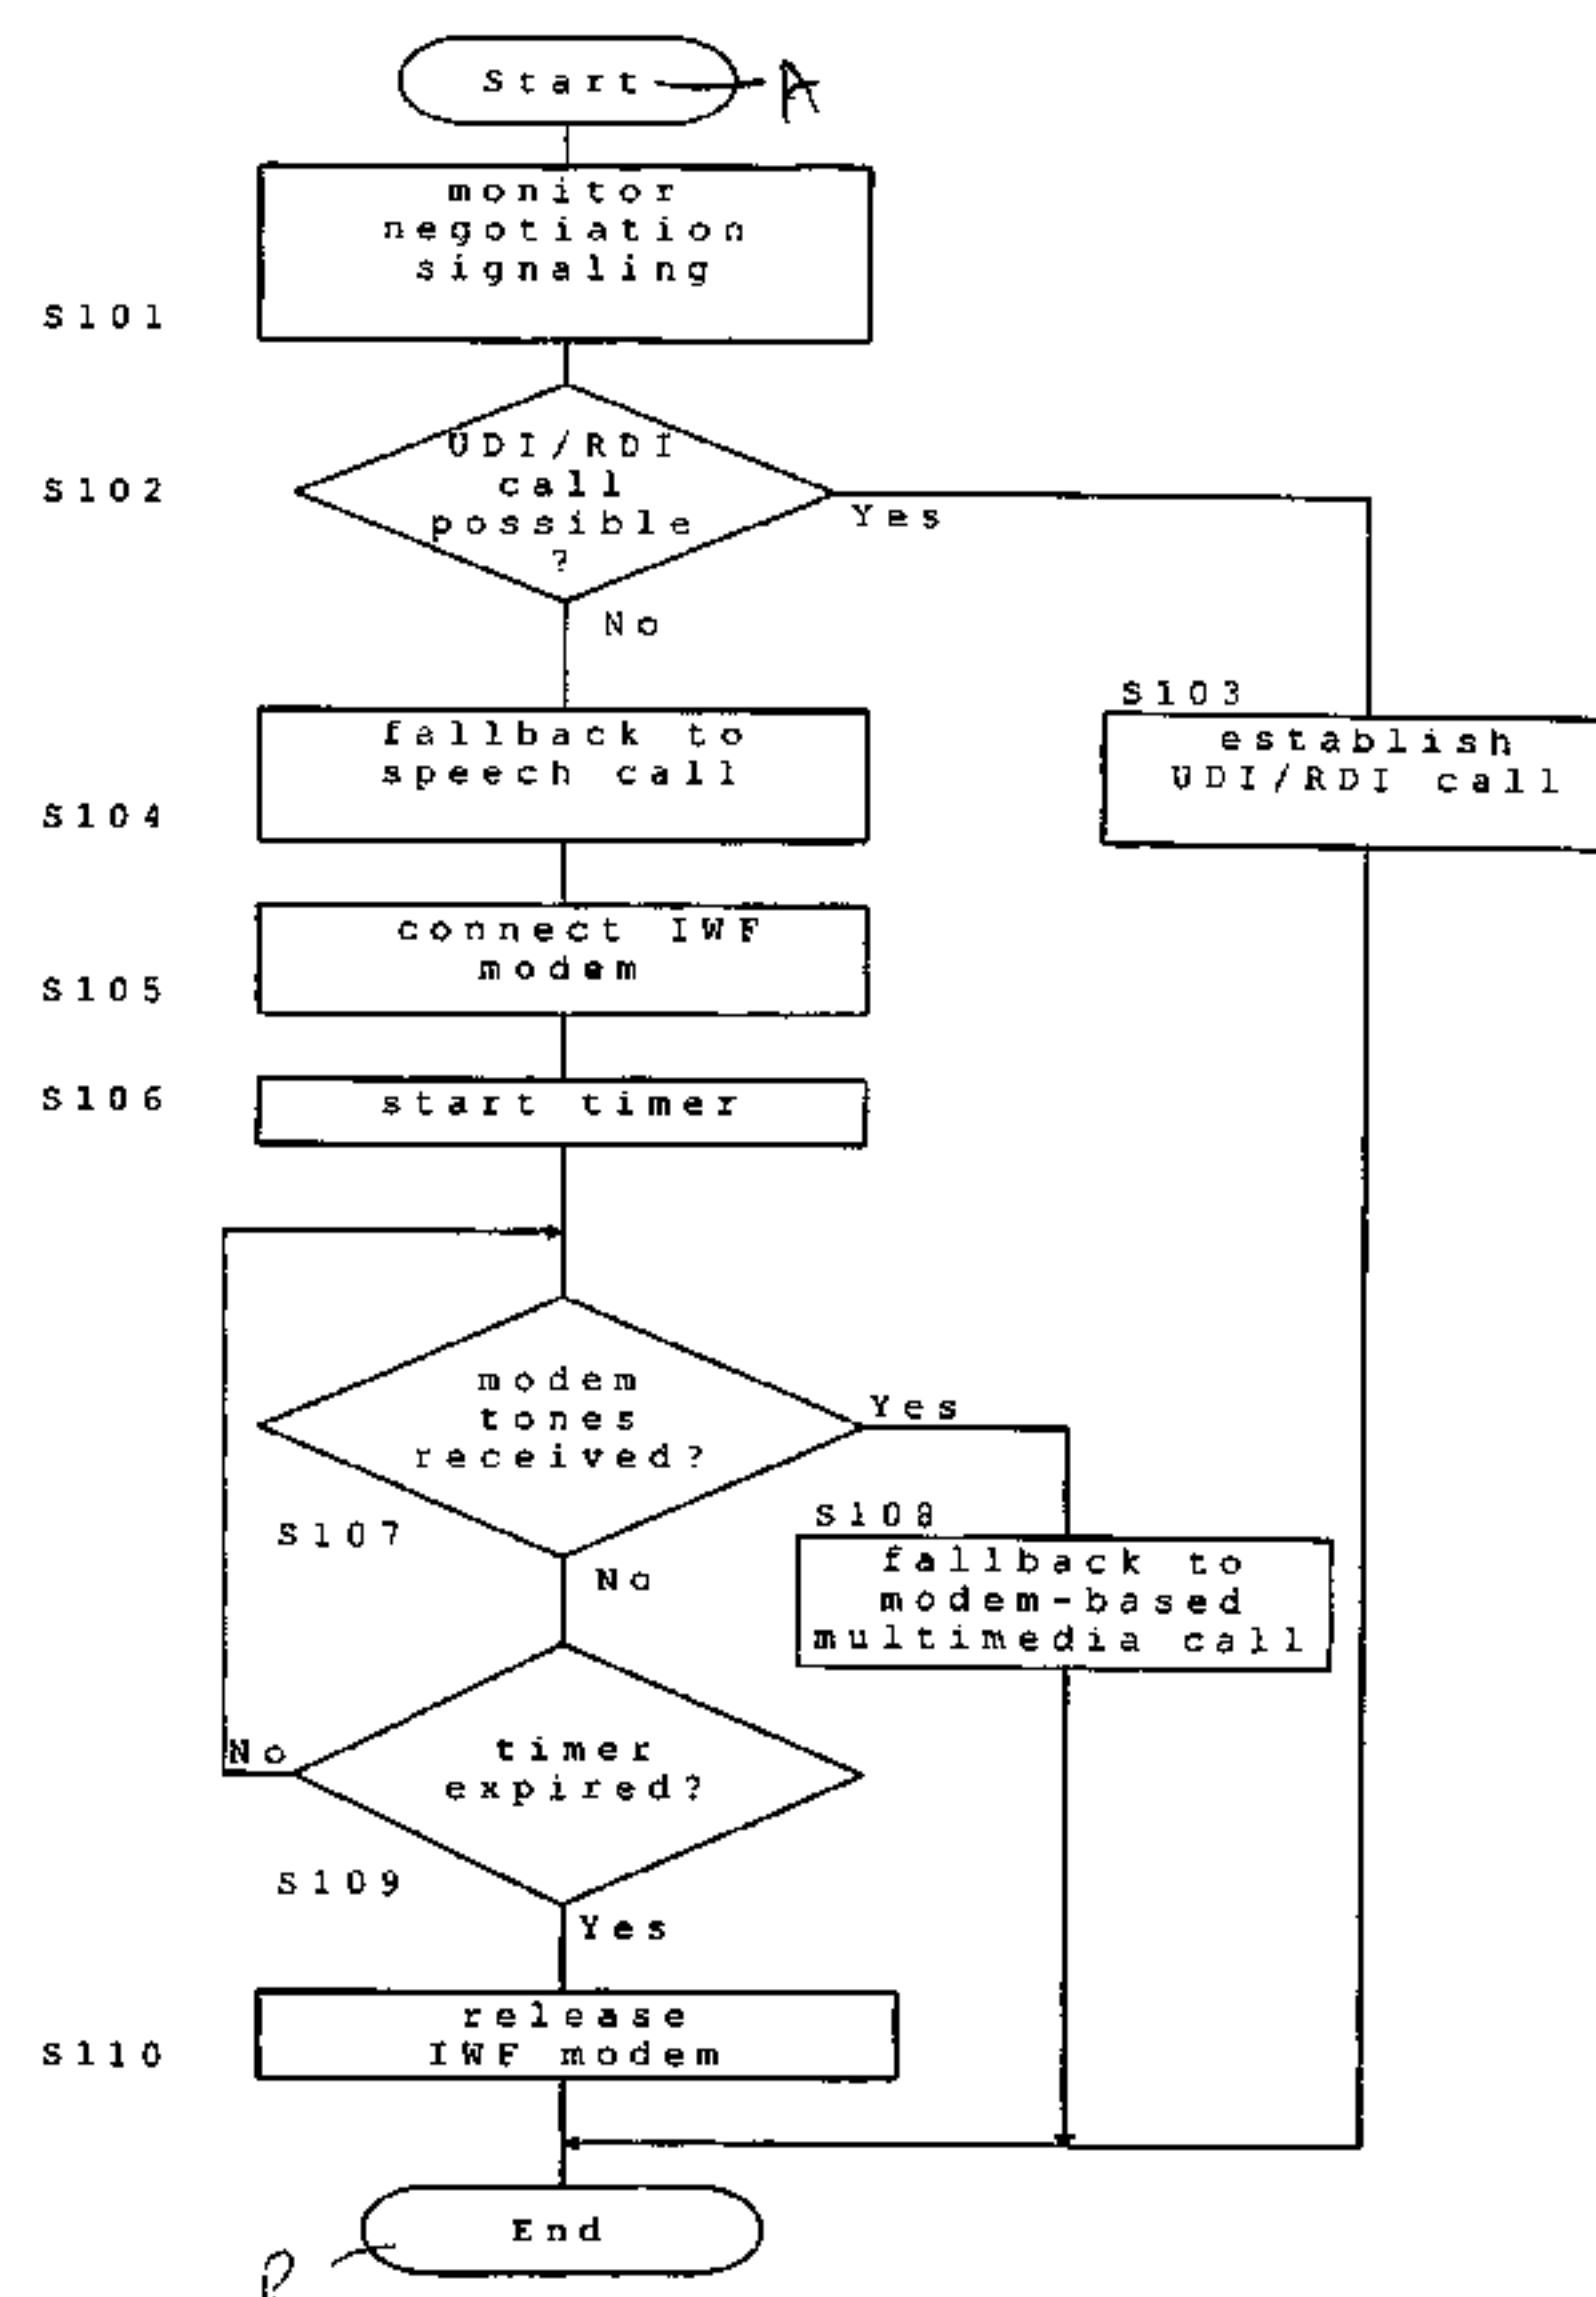 Start
A
monitor
negotiation
signaling
S101
UDI/RDI
call
possible
?
S102
Yes
No
S103
establish
UDI/RDI call
fallback to
speech call
S104
connect IWF
modem
S105
S106
start timer
modem
tones
received?
Yes
S107
No
S108
fallback to
modem-based
multimedia call
timer
expired?
No
S109
Yes
release
IWF modem
S110
End